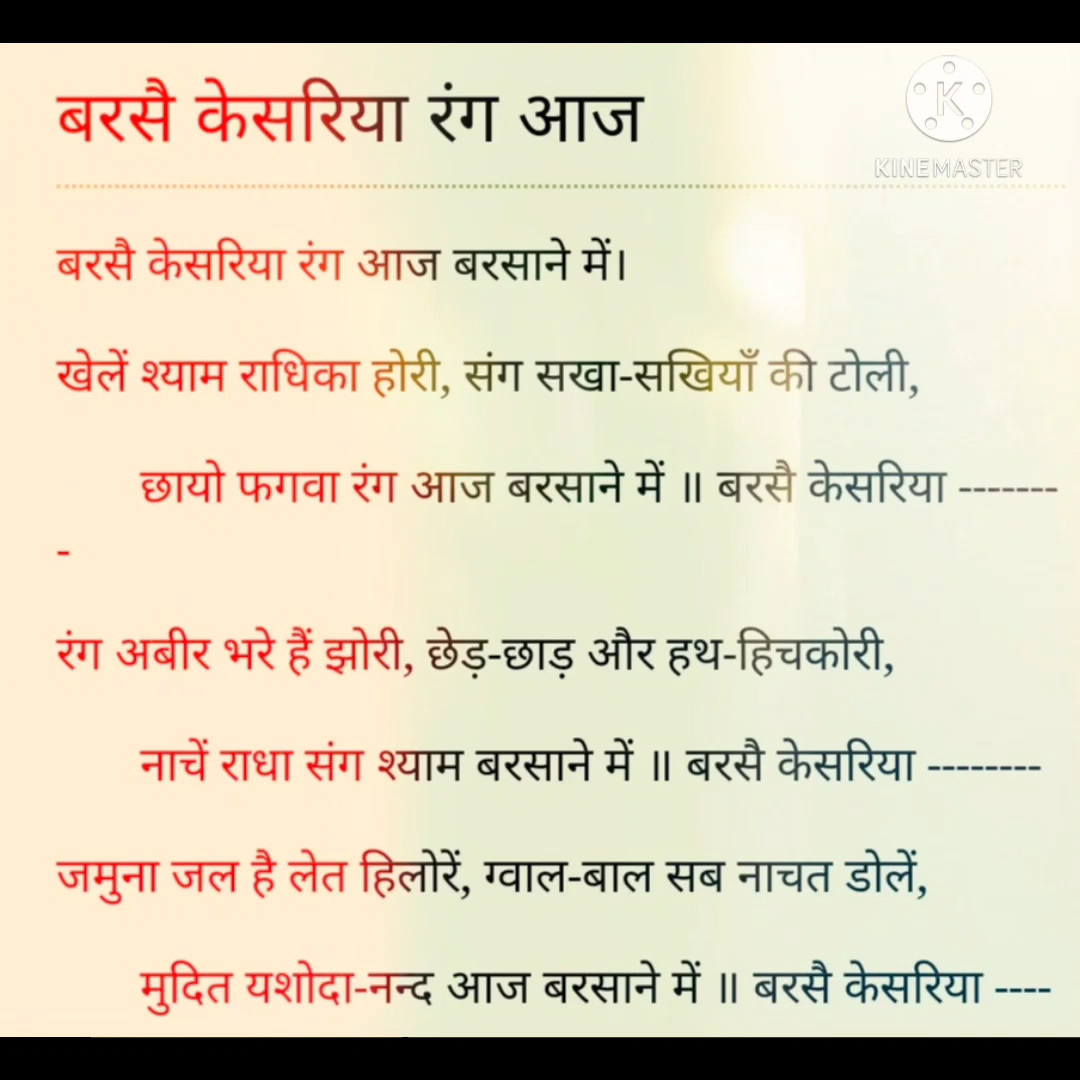 बरसै केसरिया रंग आज
KINEMASTER
बरसै केसरिया रंग आज बरसाने में।
खेलें श्याम राधिका होरी, संग सखा-सखियाँ की टोली,
छायो फगवा रंग आज बरसाने में ॥ बरसै केसरिया -------
-
रंग अबीर भरे हैं झोरी, छेड़-छाड़ और हथ-हिचकोरी,
नाचें राधा संग श्याम बरसाने में ॥ बरसै केसरिया --------
जमुना जल है लेत हिलोरें, ग्वाल-बाल सब नाचत डोलें,
मुदित यशोदा-नन्द आज बरसाने में ॥ बरसै केसरिया ----